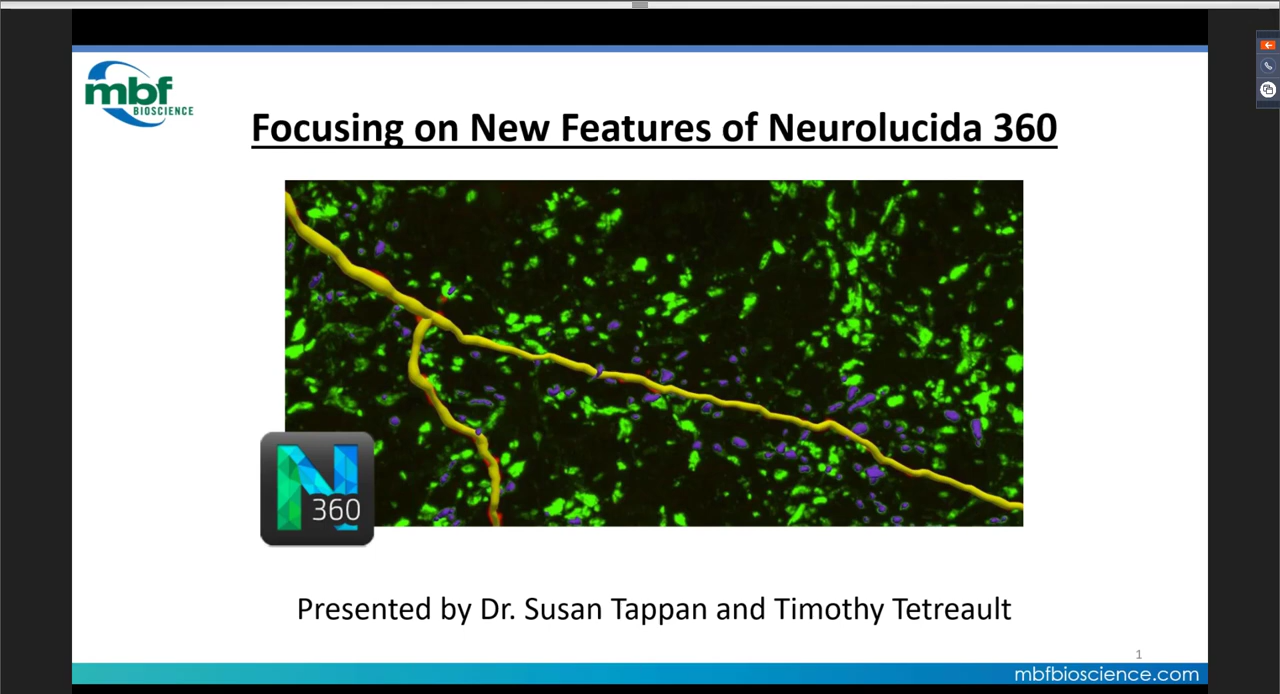 mbf
BIOSCIENCE
Focusing on New Features of Neurolucida 360
N
360
Presented by Dr. Susan Tappan and Timothy Tetreault
1
mbfbioscience.com